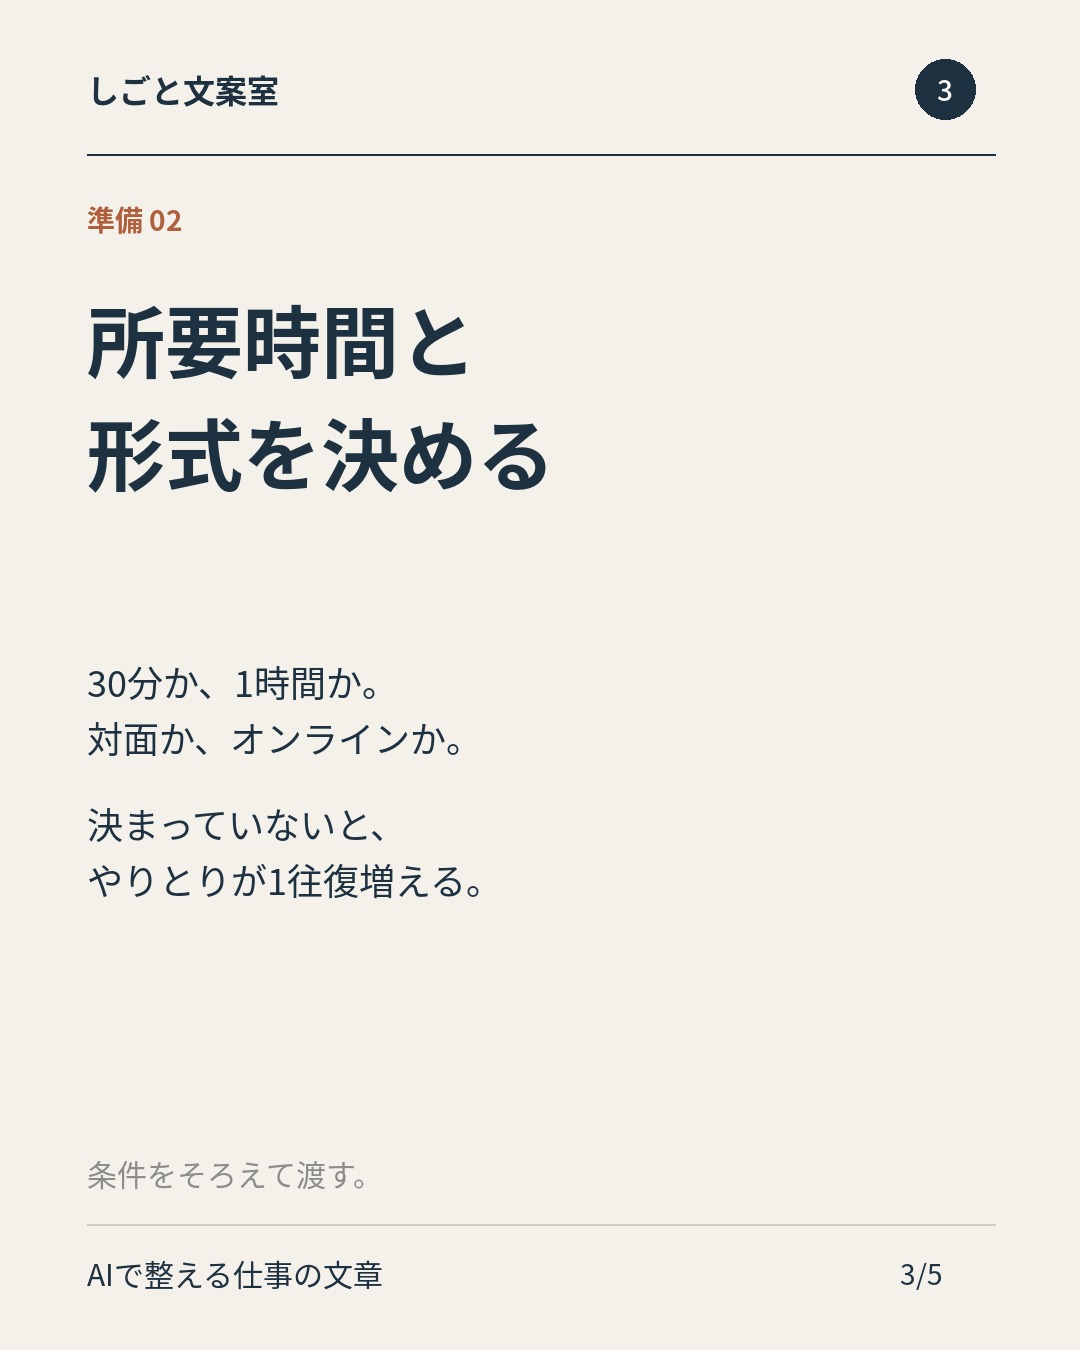 しごと文案室
3
準備 02
所要時間と
形式を決める
30分か、1時間か。
対面か、オンラインか。
決まっていないと、
やりとりが1往復増える。
条件をそろえて渡す。
AIで整える仕事の文章
3/5